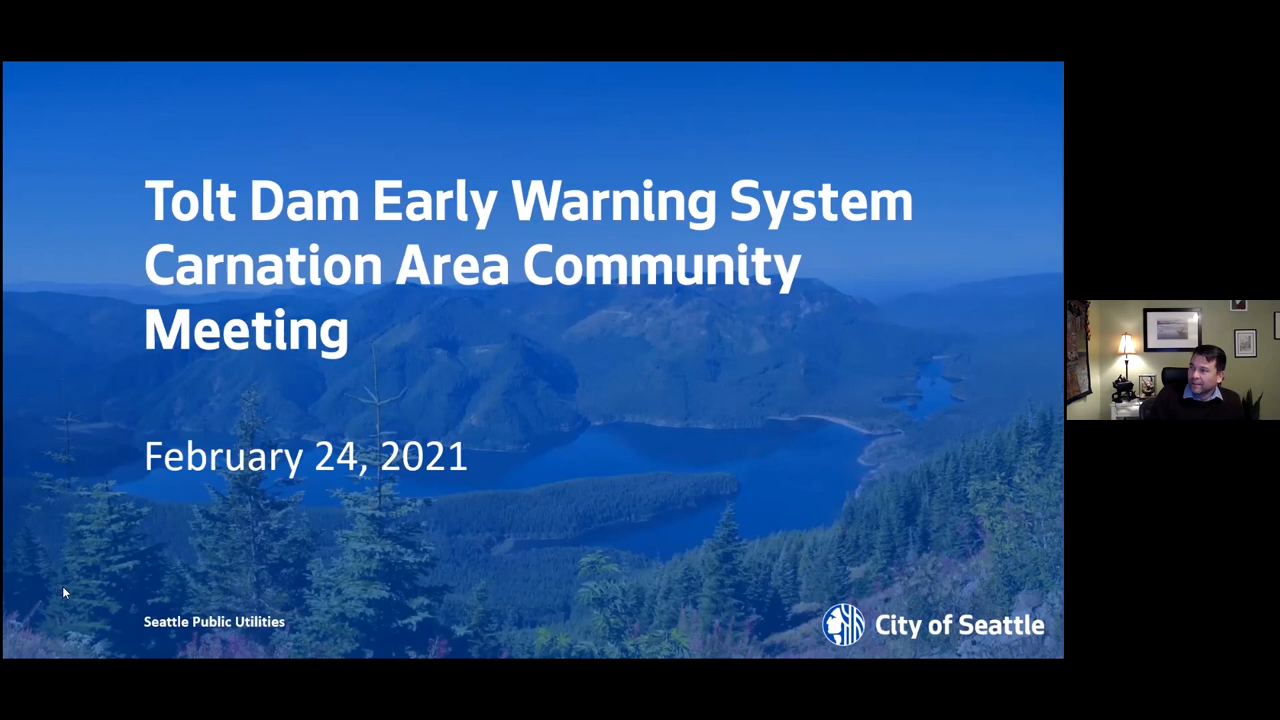 Tolt Dam Early Warning System
Carnation Area Community
Meeting
February 24, 2021
Seattle Public Utilities
City of Seattle